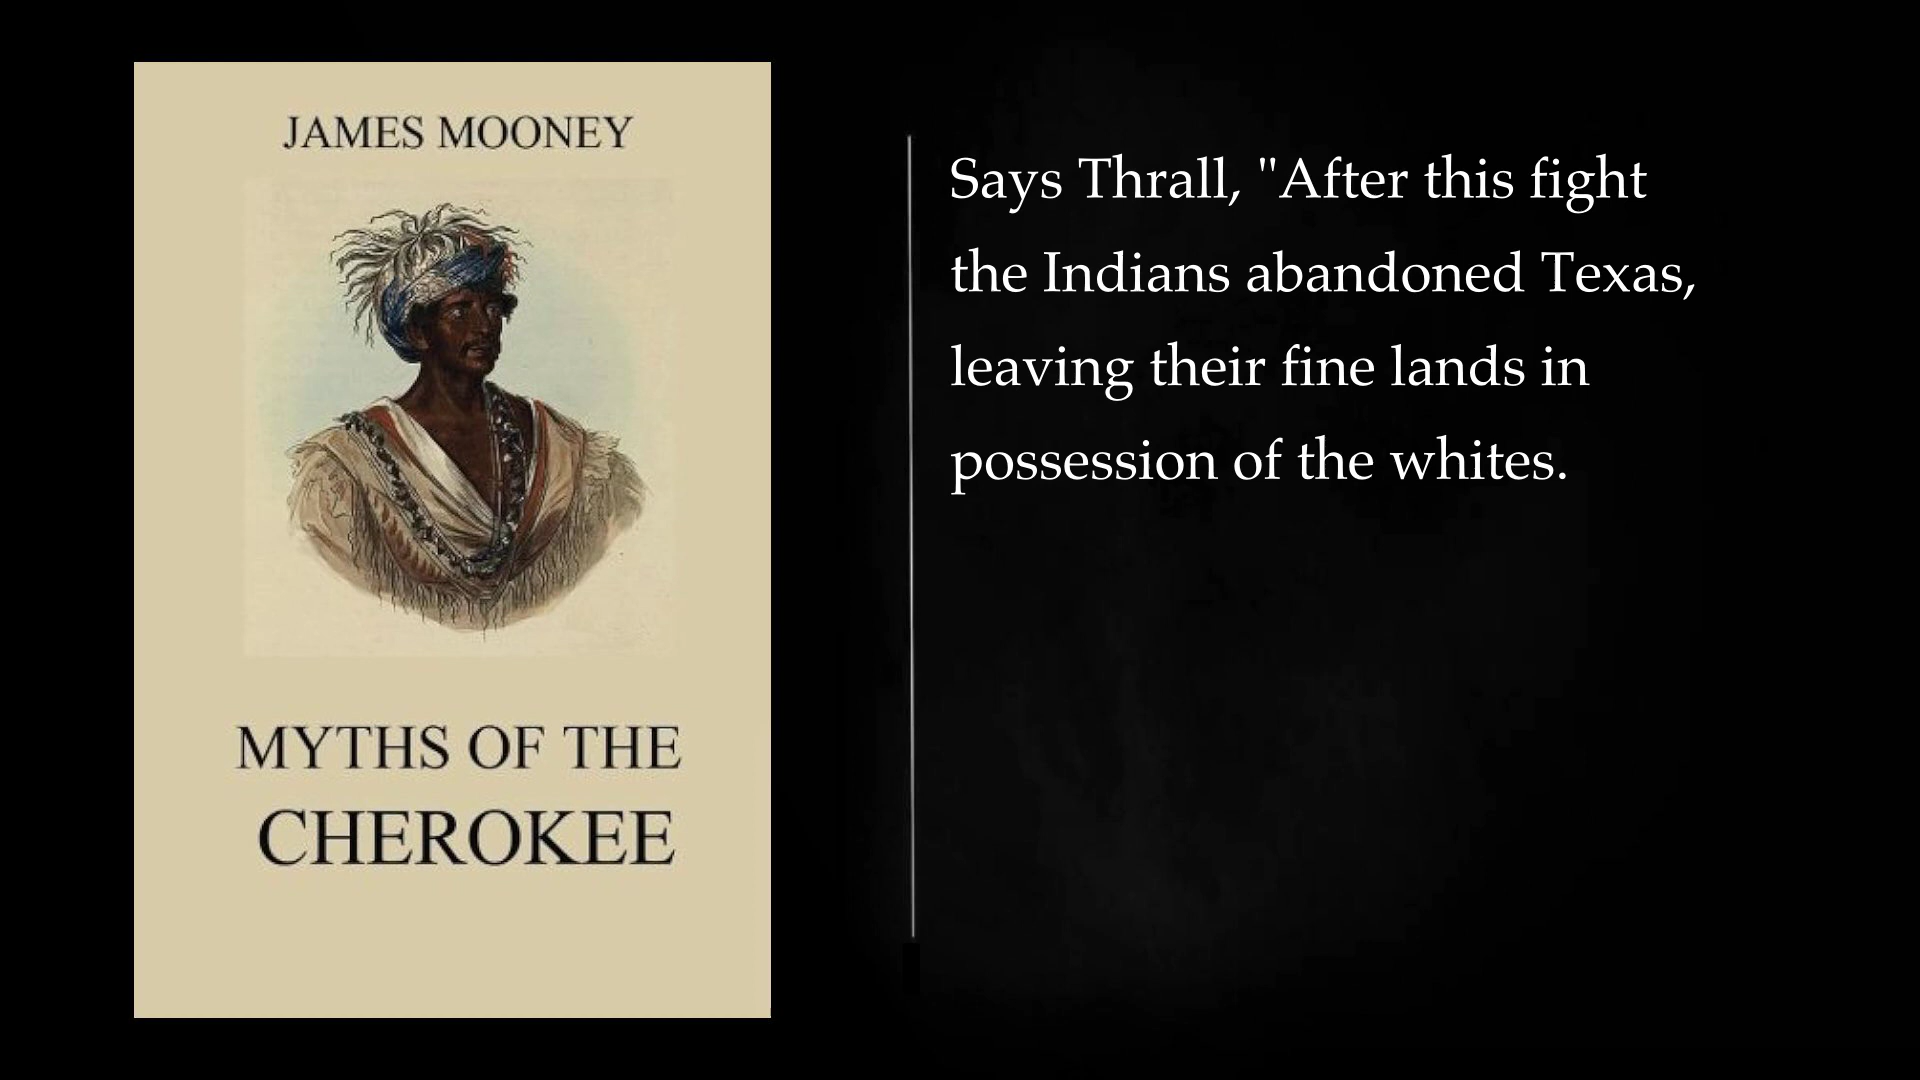 JAMES MOONEY
MYTHS OF THE
CHEROKEE
Says Thrall, "After this fight
the Indians abandoned Texas,
leaving their fine lands in
possession of the whites.